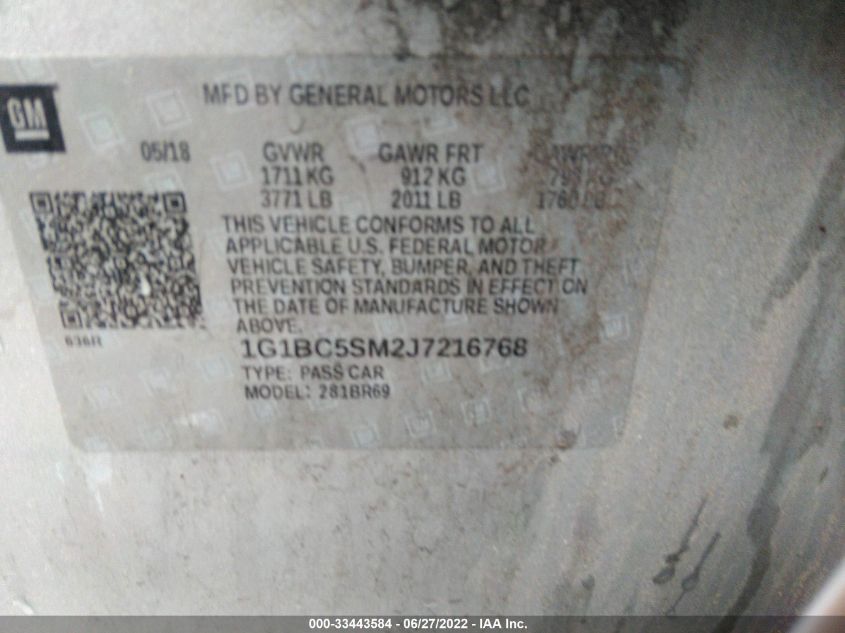 GM
MFD BY GENERAL MOTORS LLC
05/18 GVWR GAWR FRT
1711 KG 912 KG
3771 LB 2011 LB
THIS VEHICLE CONFORMS TO ALL
APPLICABLE U.S. FEDERAL MOTOR
VEHICLE SAFETY, BUMPER, AND THEFT
PREVENTION STANDARDS IN EFFECT ON
THE DATE OF MANUFACTURE SHOWN
ABOVE.
1G1BC5SM2J7216768
TYPE: PASS CAR
MODEL: 281BR69
000-33443584 / 06/27/2022 - IAA Inc.